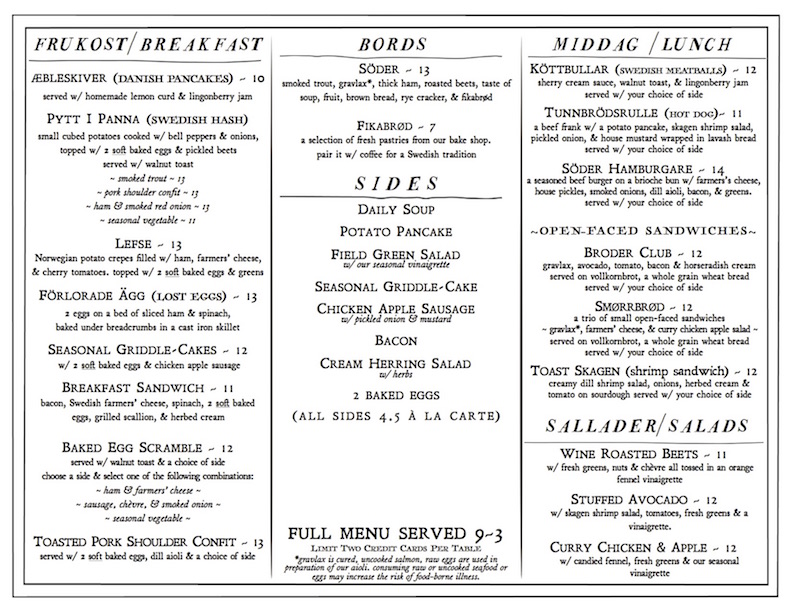 FRUKOST/BREAKFAST
ÆBLESKIVER (DANISH PANCAKES) ~ 10
served w/ homemade lemon curd & lingonberry jam
PYTT I PANNA (SWEDISH HASH)
small cubed potatoes cooked w/ bell peppers & onions,
topped w/ 2 soft baked eggs & pickled beets
served w/ walnut toast
~ smoked trout ~ 13
~ pork shoulder confit ~ 13
~ ham & smoked red onion ~ 13
~ seasonal vegetable ~ 11
LEFSE ~ 13
Norwegian potato crepes filled w/ ham, farmers' cheese,
& cherry tomatoes. topped w/ 2 soft baked eggs & greens
FÖRLORADE ÄGG (LOST EGGS) ~ 13
2 eggs on a bed of sliced ham & spinach,
baked under breadcrumbs in a cast iron skillet
SEASONAL GRIDDLE-CAKES ~ 12
w/ 2 soft baked eggs & chicken apple sausage
BREAKFAST SANDWICH ~ 11
bacon, Swedish farmers' cheese, spinach, 2 soft baked
eggs, grilled scallion, & herbed cream
BAKED EGG SCRAMBLE ~ 12
served w/ walnut toast & a choice of side
choose a side & select one of the following combinations:
~ ham & farmers' cheese ~
~ sausage, chèvre, & smoked onion ~
~ seasonal vegetable ~
TOASTED PORK SHOULDER CONFIT ~ 13
served w/ 2 soft baked eggs, dill aioli & a choice of side
BORDS
SÖDER ~ 13
smoked trout, gravlax*, thick ham, roasted beets, taste of
soup, fruit, brown bread, rye cracker, & fikabrød
FIKABRØD ~ 7
a selection of fresh pastries from our bake shop.
pair it w/ coffee for a Swedish tradition
SIDES
DAILY SOUP
POTATO PANCAKE
FIELD GREEN SALAD
w/ our seasonal vinaigrette
SEASONAL GRIDDLE-CAKE
CHICKEN APPLE SAUSAGE
w/ pickled onion & mustard
BACON
CREAM HERRING SALAD
w/ herbs
2 BAKED EGGS
(ALL SIDES 4.5 À LA CARTE)
FULL MENU SERVED 9~3
LIMIT TWO CREDIT CARDS PER TABLE
*gravlax is cured, uncooked salmon, raw eggs are used in
preparation of our aioli. consuming raw or uncooked seafood or
eggs may increase the risk of food-borne illness.
MIDDAG / LUNCH
KÖTTBULLAR (SWEDISH MEATBALLS) ~ 12
sherry cream sauce, walnut toast, & lingonberry jam
served w/ your choice of side
TUNNBRÖDSRULLE (HOT DOG)~ 11
a beef frank w/ a potato pancake, skagen shrimp salad,
pickled onion, & house mustard wrapped in lavash bread
served w/ your choice of side
SÖDER HAMBURGARE ~ 14
a seasoned beef burger on a brioche bun w/ farmers's cheese,
house pickles, smoked onions, dill aioli, bacon, & greens.
served w/ your choice of side
~OPEN-FACED SANDWICHES~
BRODER CLUB ~ 12
gravlax, avocado, tomato, bacon & horseradish cream
served on vollkornbrot, a whole grain wheat bread
served w/ your choice of side
SMØRRBRØD ~ 12
a trio of small open-faced sandwiches
~ gravlax*, farmers' cheese, & curry chicken apple salad ~
served on vollkornbrot, a whole grain wheat bread
served w/ your choice of side
TOAST SKAGEN (shrimp sandwich) ~ 12
creamy dill shrimp salad, onions, herbed cream &
tomato on sourdough served w/ your choice of side
SALLADER/SALADS
WINE ROASTED BEETS ~ 11
w/ fresh greens, nuts & chèvre all tossed in an orange
fennel vinaigrette
STUFFED AVOCADO ~ 12
w/ skagen shrimp salad, tomatoes, fresh greens & a
vinaigrette.
CURRY CHICKEN & APPLE ~ 12
w/ candied fennel, fresh greens & our seasonal
vinaigrette